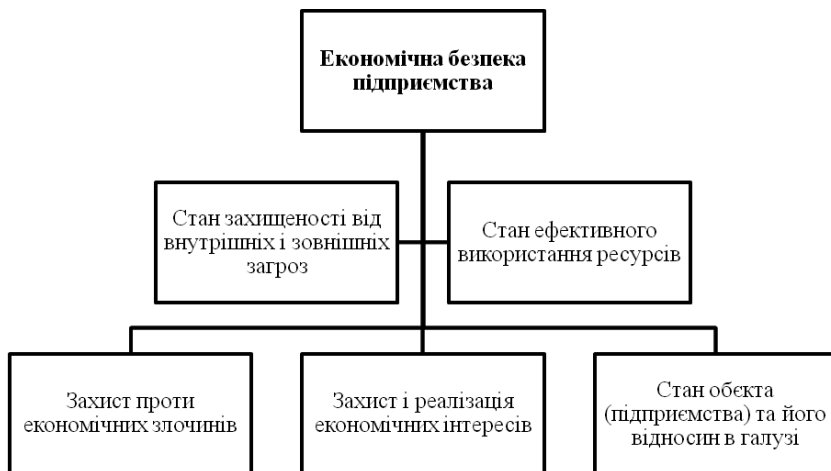 Економічна безпека
підприємства
Стан захищеності від
внутрішніх і зовнішніх
загроз
Стан ефективного
використання ресурсів
Захист проти
економічних злочинів
Захист і реалізація
економічних інтересів
Стан обєкта
(підприємства) та його
відносин в галузі